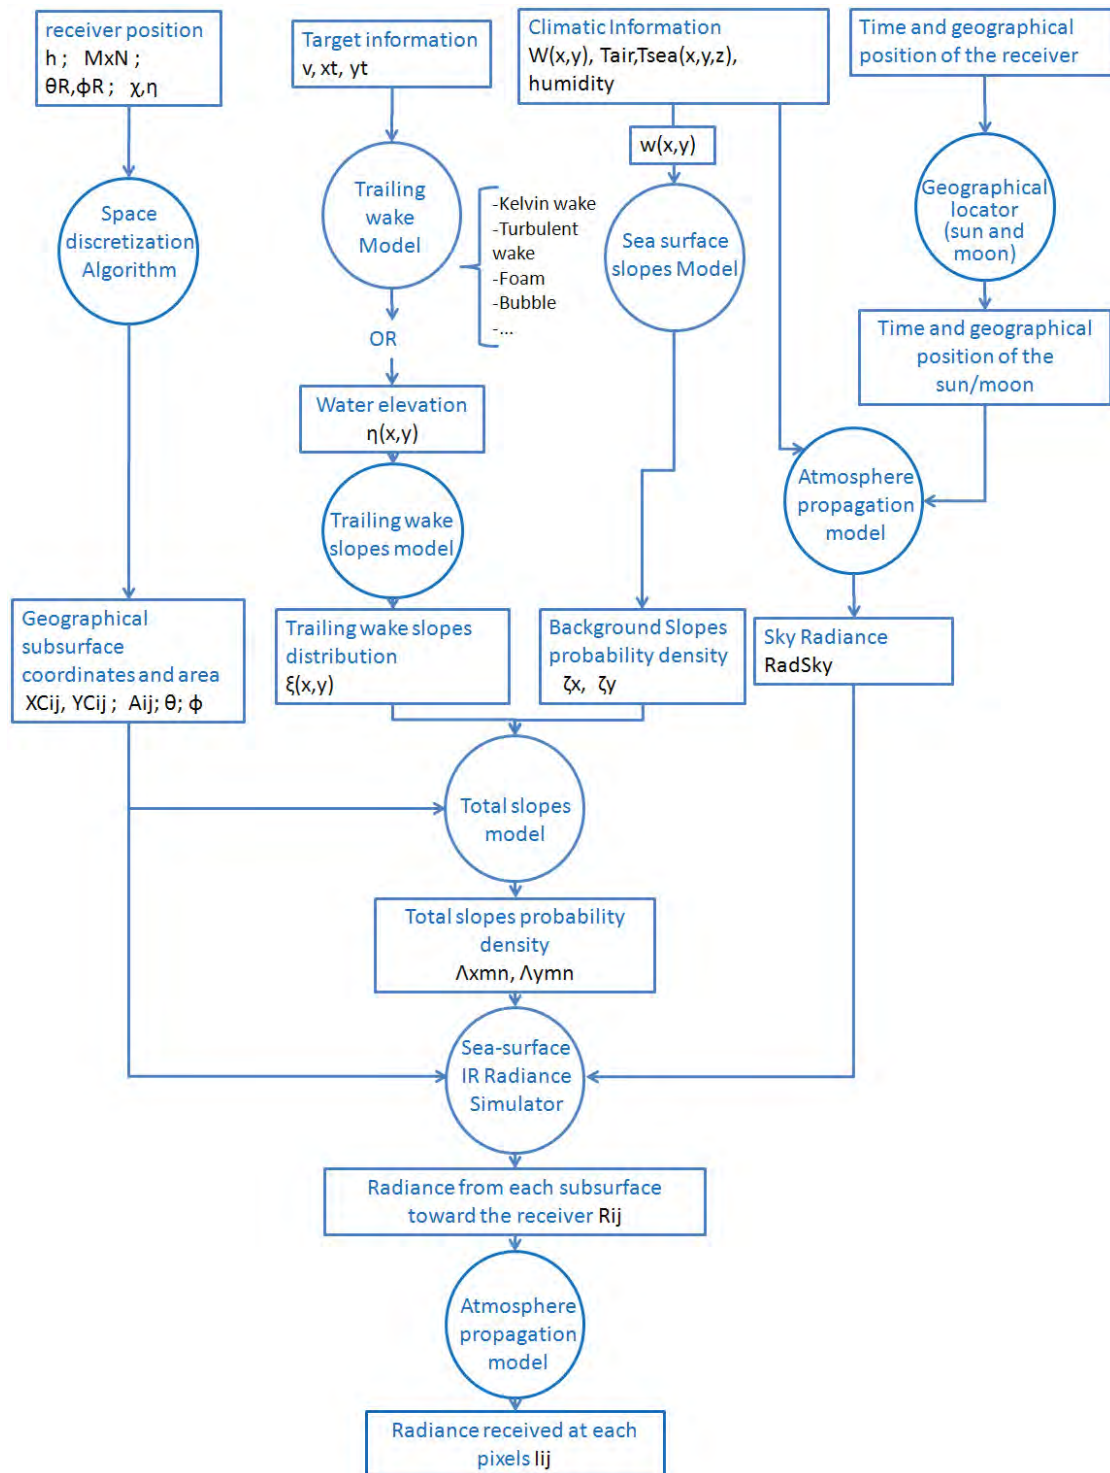 receiver position
h ; MxN ;
θR,ϕR ; χ,η
Target information
v, xt, yt
Climatic Information
W(x,y), Tair,Tsea(x,y,z),
humidity
Time and geographical
position of the receiver
w(x,y)
Space
discretization
Algorithm
Trailing
wake
Model
-Kelvin wake
-Turbulent
wake
-Foam
-Bubble
-...
Sea surface
slopes Model
Geographical
locator
(sun and
moon)
OR
Time and geographical
position of the
sun/moon
Water elevation
η(x,y)
Trailing wake
slopes model
Atmosphere
propagation
model
Geographical
subsurface
coordinates and area
XCij, YCij ; Aij; θ; ϕ
Trailing wake slopes
distribution
ξ(x,y)
Background Slopes
probability density
ζx, ζy
Sky Radiance
RadSky
Total slopes
model
Total slopes probability
density
Λxmn, Λymn
Sea-surface
IR Radiance
Simulator
Radiance from each subsurface
toward the receiver Rij
Atmosphere
propagation
model
Radiance received at each
pixels Iij